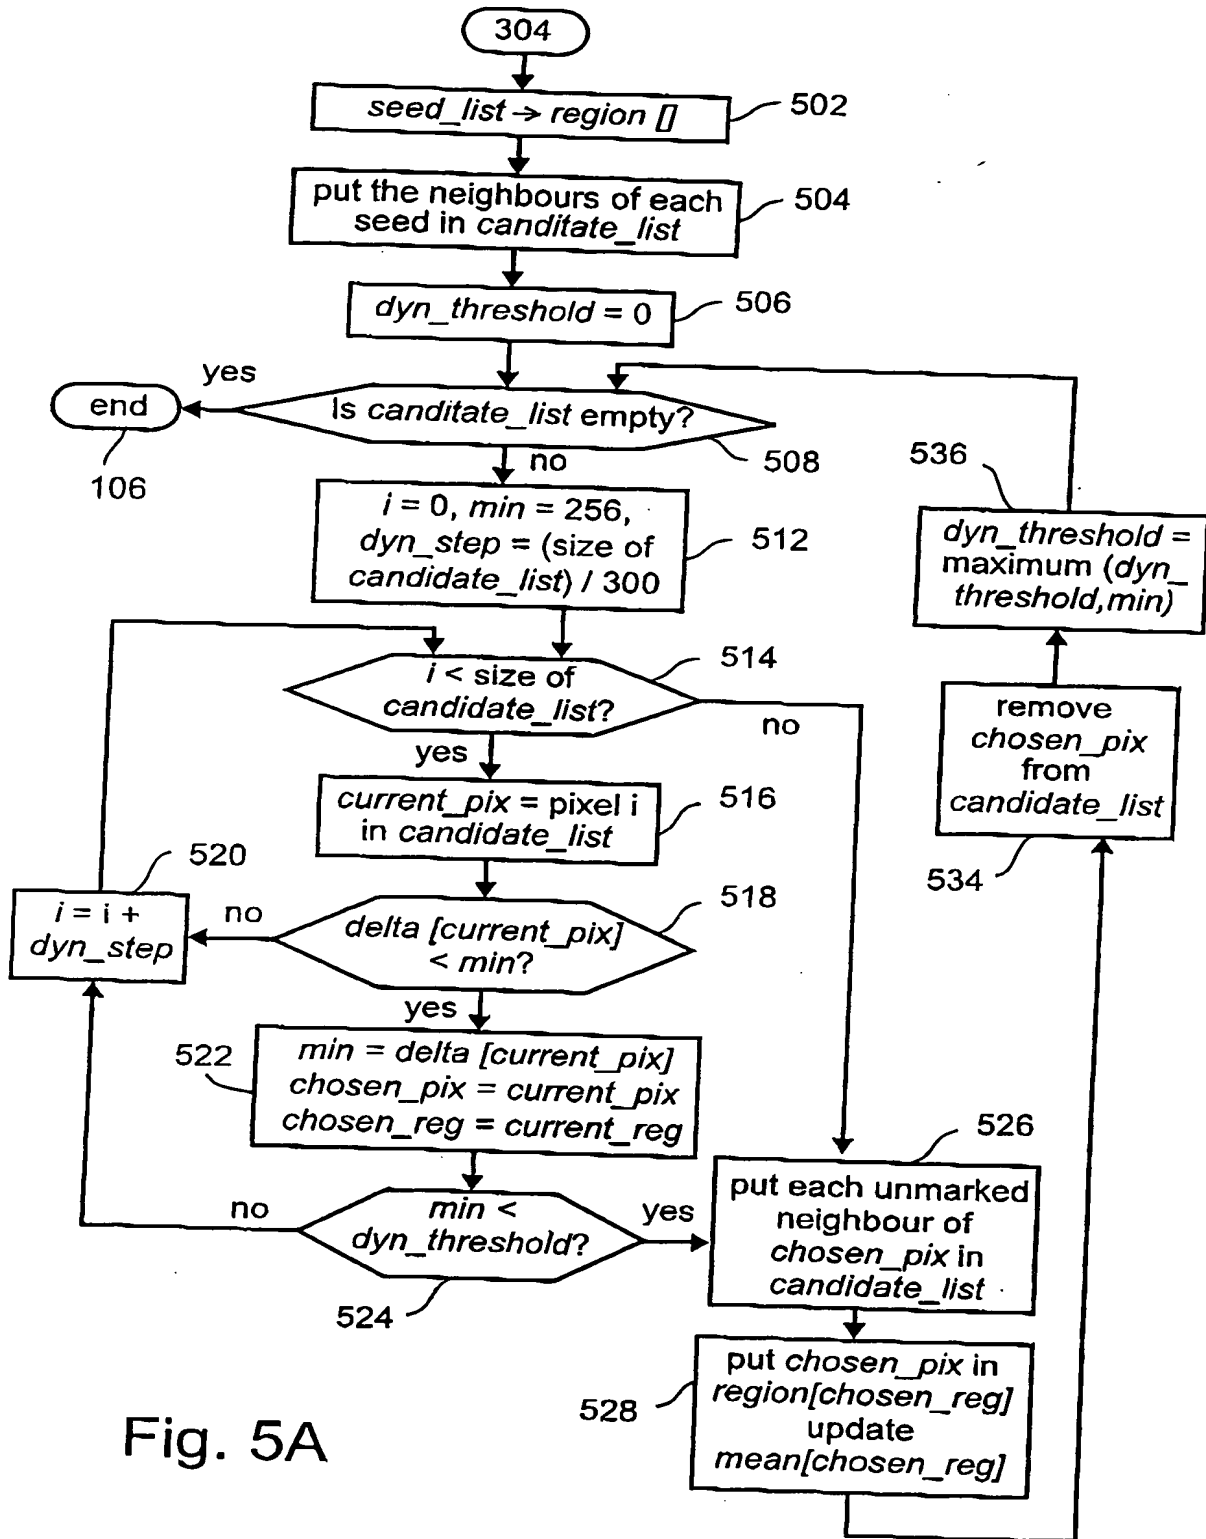 304
seed_list → region []
502
put the neighbours of each
seed in canditate_list
504
dyn_threshold = 0
506
yes
end
106
Is canditate_list empty?
508
no
i = 0, min = 256,
dyn_step = (size of
candidate_list) / 300
512
i < size of
candidate_list?
514
no
yes
current_pix = pixel i
in candidate_list
516
520
i = i +
dyn_step
no
delta [current_pix]
< min?
518
yes
522
min = delta [current_pix]
chosen_pix = current_pix
chosen_reg = current_reg
no
min <
dyn_threshold?
yes
524
526
put each unmarked
neighbour of
chosen_pix in
candidate_list
528
put chosen_pix in
region[chosen_reg]
update
mean[chosen_reg]
534
remove
chosen_pix
from
candidate_list
536
dyn_threshold =
maximum (dyn_
threshold,min)
Fig. 5A